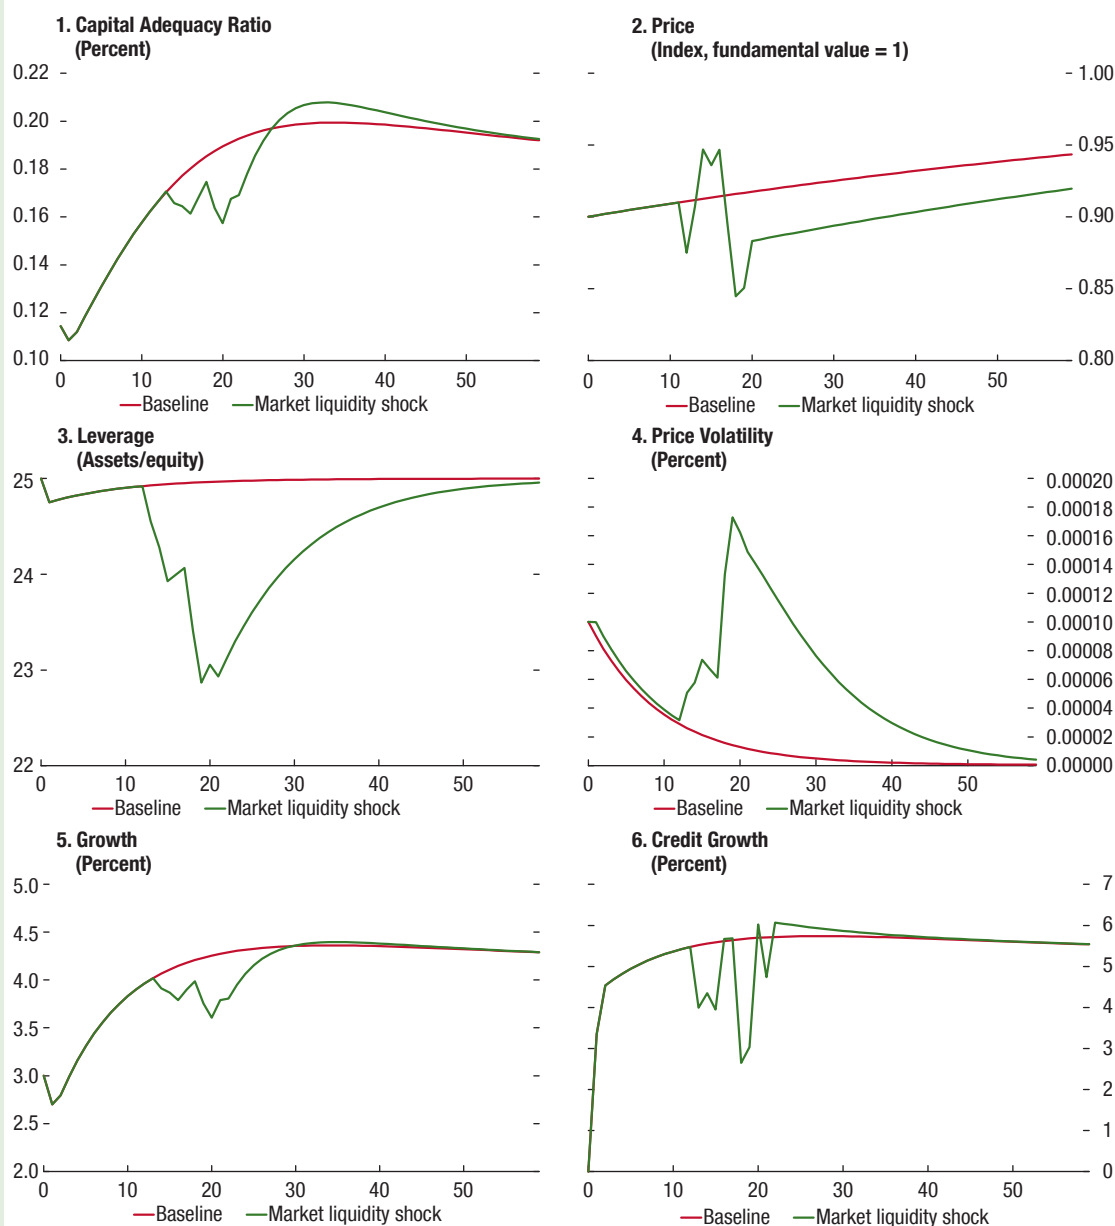 1. Capital Adequacy Ratio
(Percent)
0.22
0.20
0.18
0.16
0.14
0.12
0.10
0 10 20 30 40 50
Baseline Market liquidity shock
2. Price
(Index, fundamental value = 1)
1.00
0.95
0.90
0.85
0.80
0 10 20 30 40 50
Baseline Market liquidity shock
3. Leverage
(Assets/equity)
25
24
23
22
0 10 20 30 40 50
Baseline Market liquidity shock
4. Price Volatility
(Percent)
0.00020
0.00018
0.00016
0.00014
0.00012
0.00010
0.00008
0.00006
0.00004
0.00002
0.00000
0 10 20 30 40 50
Baseline Market liquidity shock
5. Growth
(Percent)
5.0
4.5
4.0
3.5
3.0
2.5
2.0
0 10 20 30 40 50
Baseline Market liquidity shock
6. Credit Growth
(Percent)
7
6
5
4
3
2
1
0
0 10 20 30 40 50
Baseline Market liquidity shock